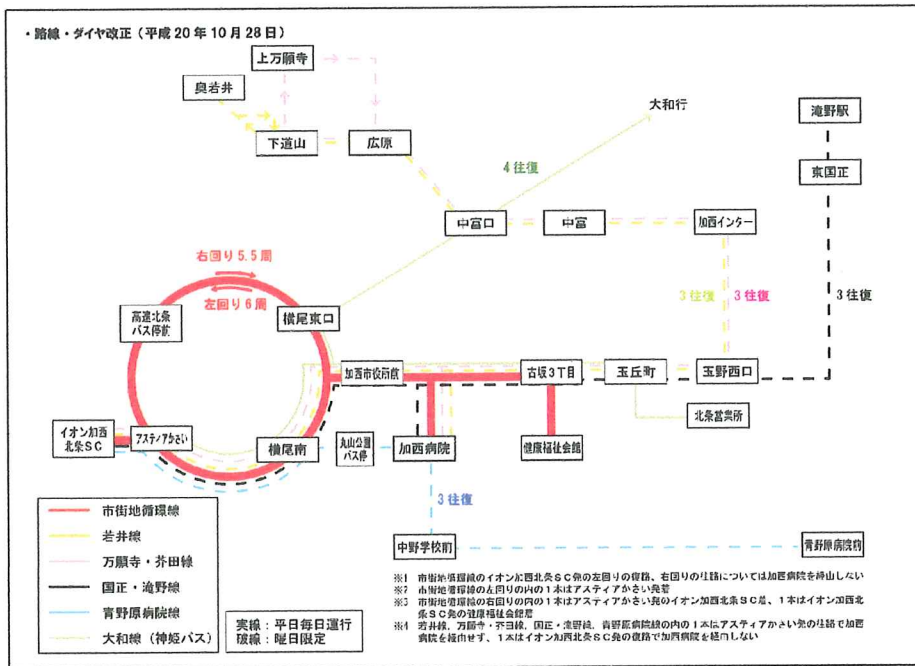 ・路線・ダイヤ改正(平成20年10月28日)
上万願寺
奥若井
下道山
広原
大和行
滝野駅
東国正
4往復
中富口
中富
加西インター
右回り5.5周
左回り6周
3往復
3往復
3往復
高速北条
バス停前
横尾東口
加西市役所前
古坂3丁目
玉丘町
玉野西口
北条営業所
イオン加西
北条SC
アスティアかさい
横尾南
丸山公園
バス停
加西病院
健康福祉会館
3往復
中野学校前
青野原病院前
市街地循環線
若井線
万願寺・芥田線
国正・滝野線
青野原病院線
大和線(神姫バス)
実線:平日毎日運行
破線:曜日限定
※1 市街地循環線のイオン加西北条SC発の左回りの復路、右回りの往路については加西病院を経由しない
※2 市街地循環線の左回りの内の1本はアスティアかさい発着
※3 市街地循環線の右回りの内の1本はアスティアかさい発のイオン加西北条SC着、1本はイオン加西北
条SC発の健康福祉会館着
※4 若井線、万願寺・芥田線、国正・滝野線、青野原病院線の内の1本はアスティアかさい発の往路で加西
病院を経由せず、1本はイオン加西北条SC発の復路で加西病院を経由しない